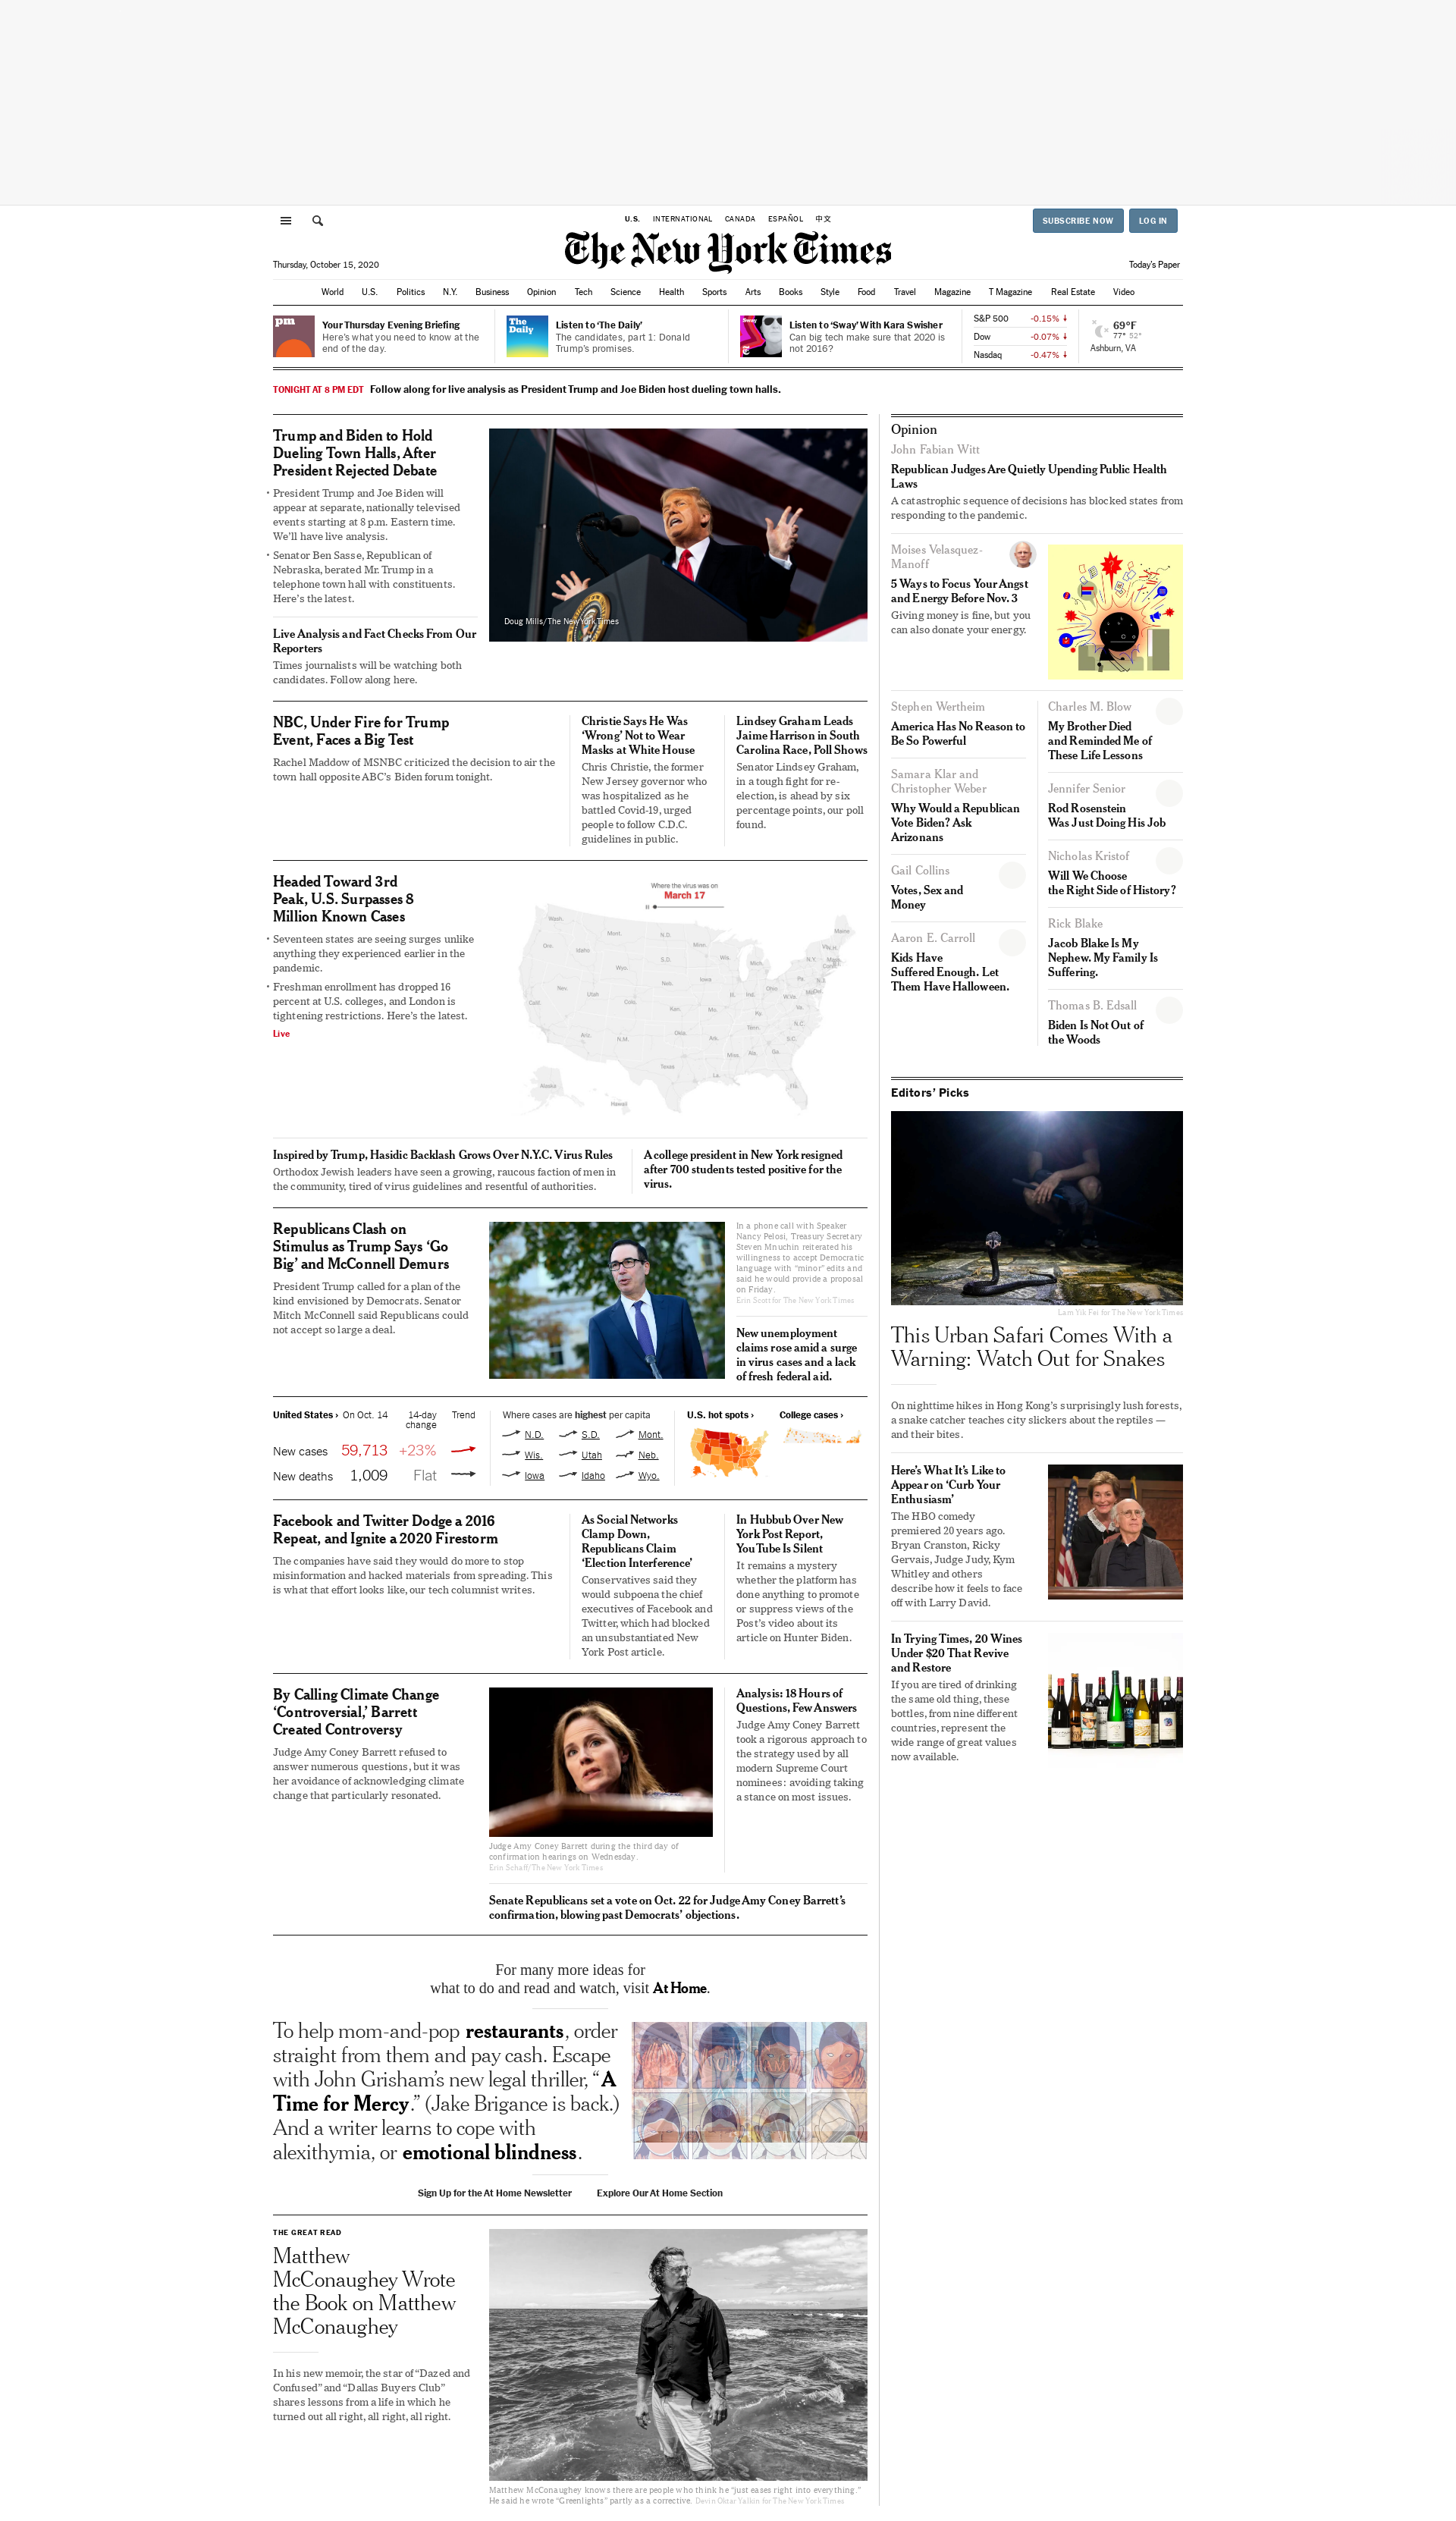 U.S. INTERNATIONAL CANADA ESPAÑOL 中文
SUBSCRIBE NOW LOG IN
The New York Times
Thursday, October 15, 2020
Today's Paper
World U.S. Politics N.Y. Business Opinion Tech Science Health Sports Arts Books Style Food Travel Magazine T Magazine Real Estate Video
pm
Your Thursday Evening Briefing
Here's what you need to know at the
end of the day.
The
Daily
Listen to 'The Daily'
The candidates, part 1: Donald
Trump's promises.
Sway
Listen to 'Sway' With Kara Swisher
Can big tech make sure that 2020 is
not 2016?
S&P 500 -0.15%
Dow -0.07%
Nasdaq -0.47%
69°F
77° 52°
Ashburn, VA
TONIGHT AT 8 PM EDT Follow along for live analysis as President Trump and Joe Biden host dueling town halls.
Trump and Biden to Hold
Dueling Town Halls, After
President Rejected Debate
• President Trump and Joe Biden will
appear at separate, nationally televised
events starting at 8 p.m. Eastern time.
We'll have live analysis.
• Senator Ben Sasse, Republican of
Nebraska, berated Mr. Trump in a
telephone town hall with constituents.
Here's the latest.
Live Analysis and Fact Checks From Our
Reporters
Times journalists will be watching both
candidates. Follow along here.
Doug Mills/The New York Times
NBC, Under Fire for Trump
Event, Faces a Big Test
Rachel Maddow of MSNBC criticized the decision to air the
town hall opposite ABC's Biden forum tonight.
Christie Says He Was
'Wrong' Not to Wear
Masks at White House
Chris Christie, the former
New Jersey governor who
was hospitalized as he
battled Covid-19, urged
people to follow C.D.C.
guidelines in public.
Lindsey Graham Leads
Jaime Harrison in South
Carolina Race, Poll Shows
Senator Lindsey Graham,
in a tough fight for re-
election, is ahead by six
percentage points, our poll
found.
Headed Toward 3rd
Peak, U.S. Surpasses 8
Million Known Cases
• Seventeen states are seeing surges unlike
anything they experienced earlier in the
pandemic.
• Freshman enrollment has dropped 16
percent at U.S. colleges, and London is
tightening restrictions. Here's the latest.
Live
Where the virus was on
March 17
Wash.
Mont.
N.D.
Minn.
Maine
Ore.
Idaho
S.D.
Wis.
N.H.
N.Y.
Mass.
Conn.
Wyo.
Mich.
Neb.
Iowa
Pa.
Nev.
Utah
Colo.
Ill. Ind.
Ohio
Md.
Del.
Calif.
Kan.
Mo.
W.Va.
Va.
Ky.
Ariz.
N.M.
Okla.
Ark.
Tenn.
N.C.
S.C.
Texas
Miss.
Ala.
Ga.
La.
Fla.
Alaska
Hawaii
Inspired by Trump, Hasidic Backlash Grows Over N.Y.C. Virus Rules
Orthodox Jewish leaders have seen a growing, raucous faction of men in
the community, tired of virus guidelines and resentful of authorities.
A college president in New York resigned
after 700 students tested positive for the
virus.
Republicans Clash on
Stimulus as Trump Says 'Go
Big' and McConnell Demurs
President Trump called for a plan of the
kind envisioned by Democrats. Senator
Mitch McConnell said Republicans could
not accept so large a deal.
In a phone call with Speaker
Nancy Pelosi, Treasury Secretary
Steven Mnuchin reiterated his
willingness to accept Democratic
language with "minor" edits and
said he would provide a proposal
on Friday.
Erin Scott for The New York Times
New unemployment
claims rose amid a surge
in virus cases and a lack
of fresh federal aid.
United States › On Oct. 14 14-day
change Trend
New cases 59,713 +23%
New deaths 1,009 Flat
Where cases are highest per capita
N.D. S.D. Mont.
Wis. Utah Neb.
Iowa Idaho Wyo.
U.S. hot spots ›
College cases ›
Facebook and Twitter Dodge a 2016
Repeat, and Ignite a 2020 Firestorm
The companies have said they would do more to stop
misinformation and hacked materials from spreading. This
is what that effort looks like, our tech columnist writes.
As Social Networks
Clamp Down,
Republicans Claim
'Election Interference'
Conservatives said they
would subpoena the chief
executives of Facebook and
Twitter, which had blocked
an unsubstantiated New
York Post article.
In Hubbub Over New
York Post Report,
YouTube Is Silent
It remains a mystery
whether the platform has
done anything to promote
or suppress views of the
Post's video about its
article on Hunter Biden.
By Calling Climate Change
'Controversial,' Barrett
Created Controversy
Judge Amy Coney Barrett refused to
answer numerous questions, but it was
her avoidance of acknowledging climate
change that particularly resonated.
Judge Amy Coney Barrett during the third day of
confirmation hearings on Wednesday.
Erin Schaff/The New York Times
Analysis: 18 Hours of
Questions, Few Answers
Judge Amy Coney Barrett
took a rigorous approach to
the strategy used by all
modern Supreme Court
nominees: avoiding taking
a stance on most issues.
Senate Republicans set a vote on Oct. 22 for Judge Amy Coney Barrett's
confirmation, blowing past Democrats' objections.
For many more ideas for
what to do and read and watch, visit At Home.
To help mom-and-pop restaurants, order
straight from them and pay cash. Escape
with John Grisham's new legal thriller, "A
Time for Mercy." (Jake Brigance is back.)
And a writer learns to cope with
alexithymia, or emotional blindness.
Sign Up for the At Home Newsletter Explore Our At Home Section
THE GREAT READ
Matthew
McConaughey Wrote
the Book on Matthew
McConaughey
In his new memoir, the star of "Dazed and
Confused" and "Dallas Buyers Club"
shares lessons from a life in which he
turned out all right, all right, all right.
Matthew McConaughey knows there are people who think he "just eases right into everything."
He said he wrote "Greenlights" partly as a corrective. Devin Oktar Yalkin for The New York Times
Opinion
John Fabian Witt
Republican Judges Are Quietly Upending Public Health
Laws
A catastrophic sequence of decisions has blocked states from
responding to the pandemic.
Moises Velasquez-
Manoff
5 Ways to Focus Your Angst
and Energy Before Nov. 3
Giving money is fine, but you
can also donate your energy.
Stephen Wertheim
America Has No Reason to
Be So Powerful
Samara Klar and
Christopher Weber
Why Would a Republican
Vote Biden? Ask
Arizonans
Gail Collins
Votes, Sex and
Money
Aaron E. Carroll
Kids Have
Suffered Enough. Let
Them Have Halloween.
Charles M. Blow
My Brother Died
and Reminded Me of
These Life Lessons
Jennifer Senior
Rod Rosenstein
Was Just Doing His Job
Nicholas Kristof
Will We Choose
the Right Side of History?
Rick Blake
Jacob Blake Is My
Nephew. My Family Is
Suffering.
Thomas B. Edsall
Biden Is Not Out of
the Woods
Editors' Picks
Lam Yik Fei for The New York Times
This Urban Safari Comes With a
Warning: Watch Out for Snakes
On nighttime hikes in Hong Kong's surprisingly lush forests,
a snake catcher teaches city slickers about the reptiles —
and their bites.
Here's What It's Like to
Appear on 'Curb Your
Enthusiasm'
The HBO comedy
premiered 20 years ago.
Bryan Cranston, Ricky
Gervais, Judge Judy, Kym
Whitley and others
describe how it feels to face
off with Larry David.
In Trying Times, 20 Wines
Under $20 That Revive
and Restore
If you are tired of drinking
the same old thing, these
bottles, from nine different
countries, represent the
wide range of great values
now available.